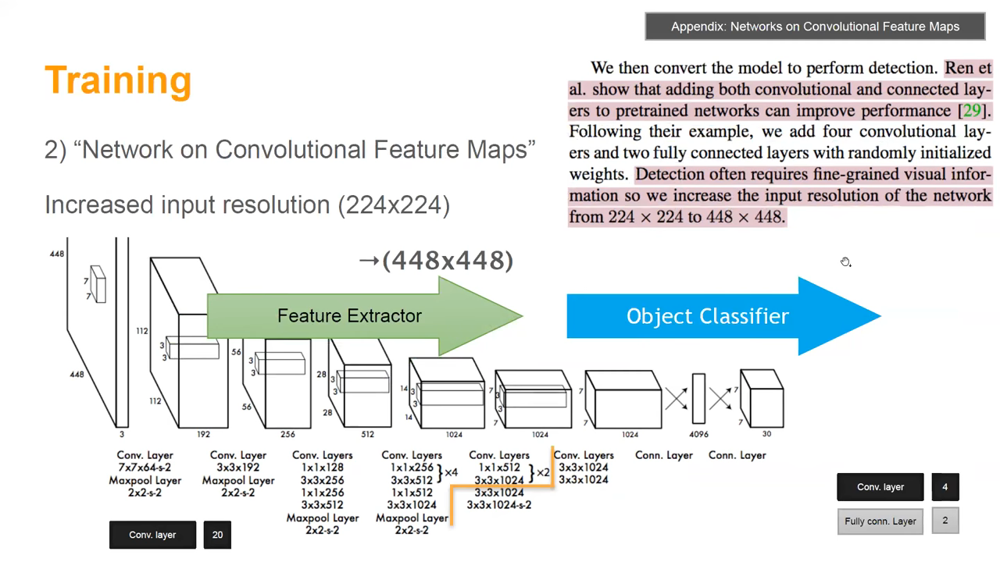 Appendix: Networks on Convolutional Feature Maps
Training
2) “Network on Convolutional Feature Maps”
Increased input resolution (224x224)
→(448x448)
We then convert the model to perform detection. Ren et
al. show that adding both convolutional and connected lay-
ers to pretrained networks can improve performance [29].
Following their example, we add four convolutional lay-
ers and two fully connected layers with randomly initialized
weights. Detection often requires fine-grained visual infor-
mation so we increase the input resolution of the network
from 224 × 224 to 448 × 448.
Feature Extractor
Object Classifier
448
448
7
7
3
112
112
3
3
192
56
56
3
3
256
28
28
3
3
512
14
14
3
3
1024
7
7
3
3
1024
7
7
1024
4096
7
7
30
Conv. Layer
7x7x64-s-2
Maxpool Layer
2x2-s-2
Conv. Layer
3x3x192
Maxpool Layer
2x2-s-2
Conv. Layers
1x1x128
3x3x256
1x1x256
3x3x512
Maxpool Layer
2x2-s-2
Conv. Layers
1x1x256
3x3x512
}×4
1x1x512
3x3x1024
Maxpool Layer
2x2-s-2
Conv. Layers
1x1x512
3x3x1024
}×2
3x3x1024
3x3x1024-s-2
Conv. Layers
3x3x1024
3x3x1024
Conn. Layer
Conn. Layer
Conv. layer 20
Conv. layer 4
Fully conn. Layer 2